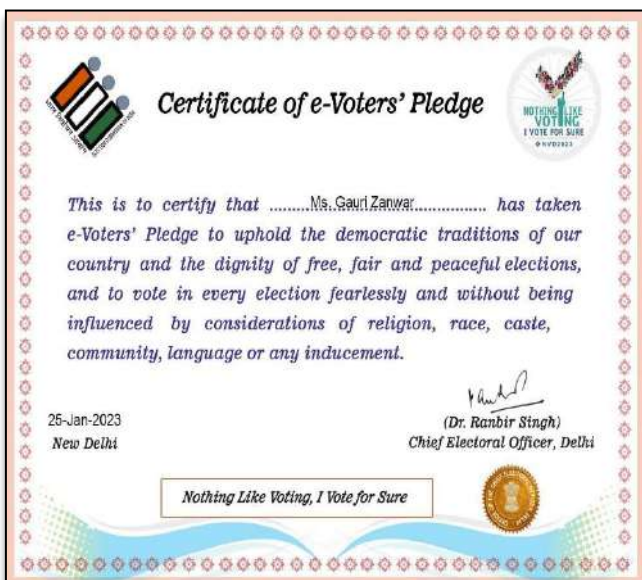 Certificate of e-Voters' Pledge
NOTHING LIKE
VOTING
I VOTE FOR SURE
This is to certify that .........Ms. Gauri Zanwar............... has taken
e-Voters' Pledge to uphold the democratic traditions of our
country and the dignity of free, fair and peaceful elections,
and to vote in every election fearlessly and without being
influenced by considerations of religion, race, caste,
community, language or any inducement.
25-Jan-2023
New Delhi
(Dr. Ranbir Singh)
Chief Electoral Officer, Delhi
Nothing Like Voting, I Vote for Sure